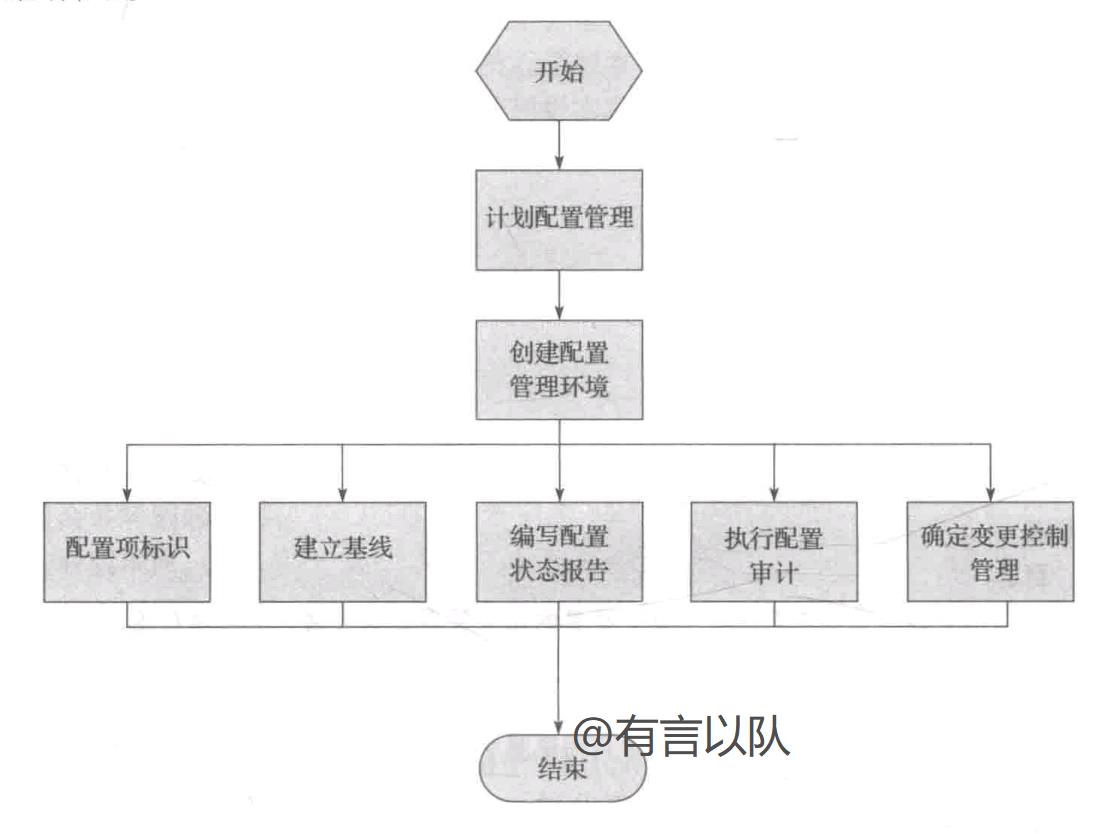 开始
计划配置管理
创建配置
管理环境
配置项标识
建立基线
编写配置
状态报告
执行配置
审计
确定变更控制
管理
@有言以队
结束